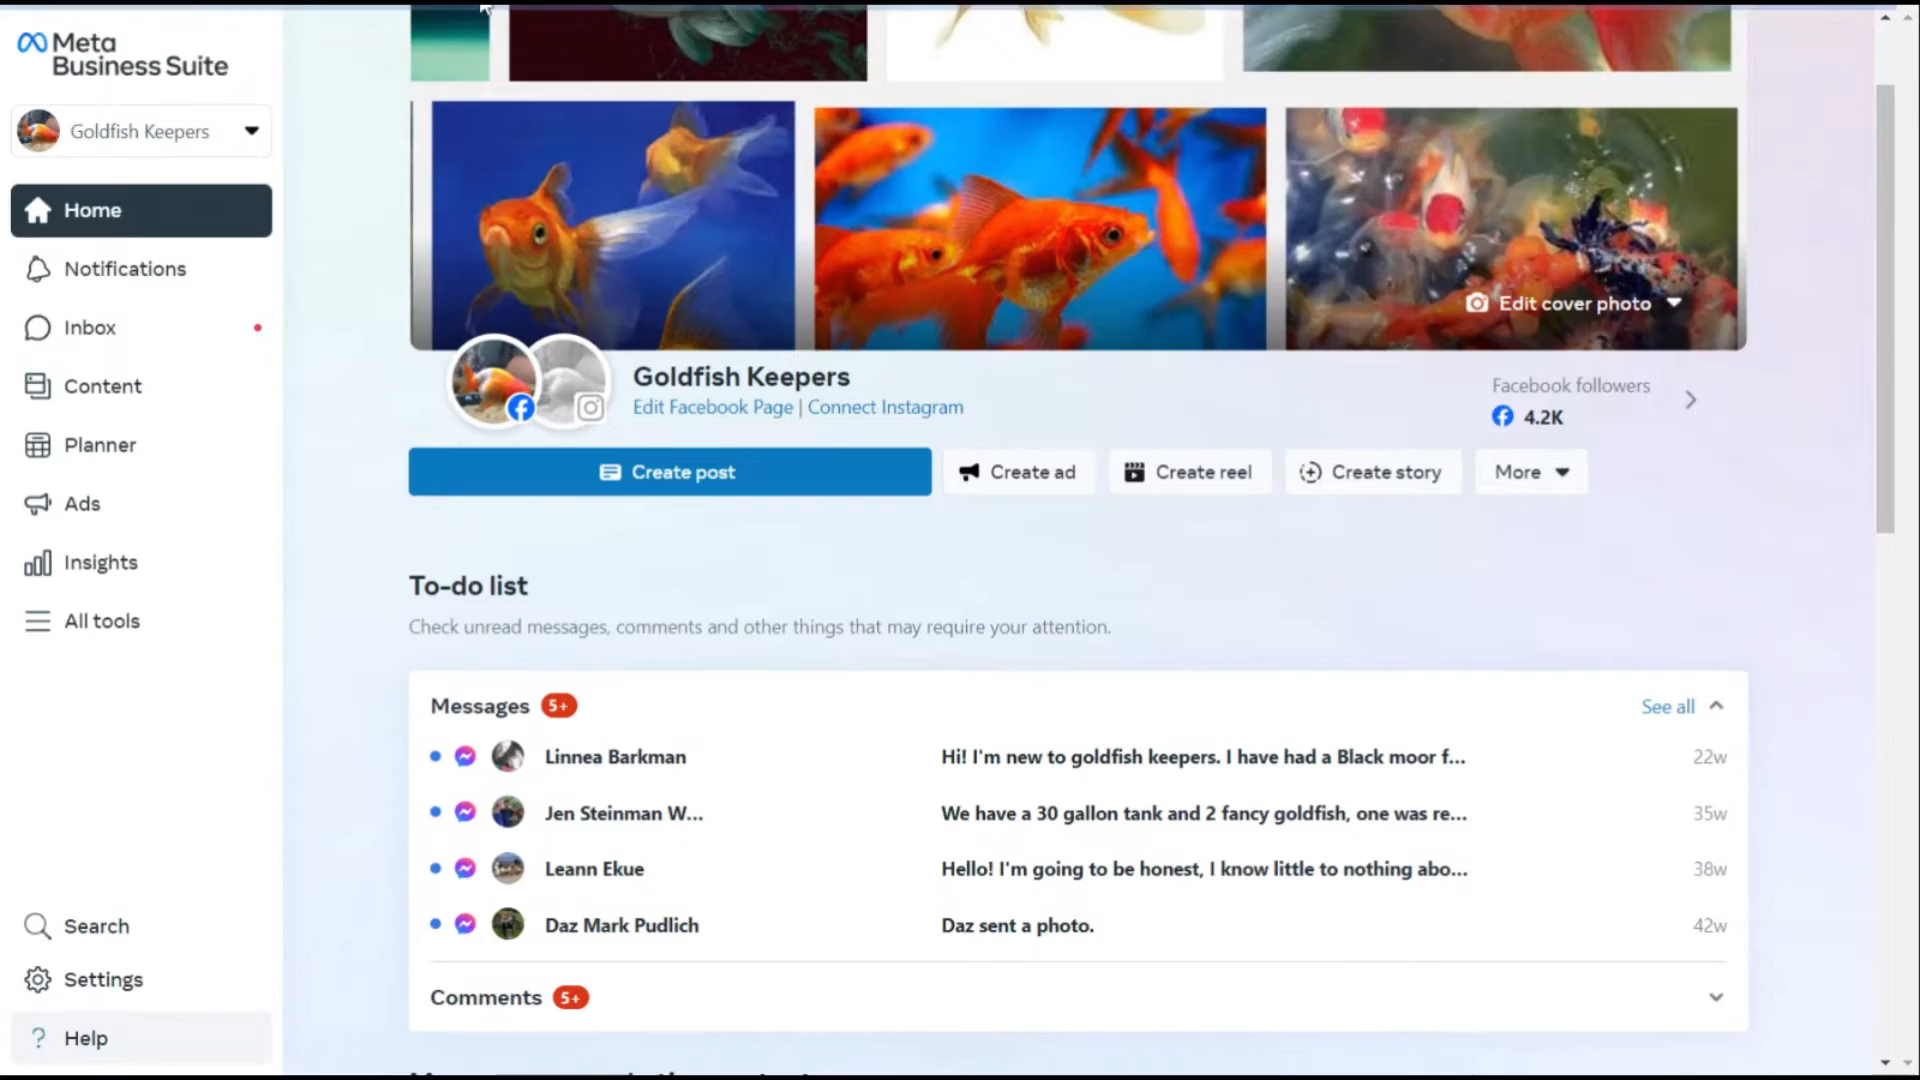 Meta
Business Suite
Goldfish Keepers
Home
Notifications
Inbox
Content
Planner
Ads
Insights
All tools
Search
Settings
? Help
Edit cover photo
Goldfish Keepers
Edit Facebook Page | Connect Instagram
Facebook followers
4.2K
Create post
Create ad
Create reel
Create story
More
To-do list
Check unread messages, comments and other things that may require your attention.
Messages 5+
See all
Linnea Barkman Hi! I'm new to goldfish keepers. I have had a Black moor f... 22w
Jen Steinman W... We have a 30 gallon tank and 2 fancy goldfish, one was re... 35w
Leann Ekue Hello! I'm going to be honest, I know little to nothing abo... 38w
Daz Mark Pudlich Daz sent a photo. 42w
Comments 5+